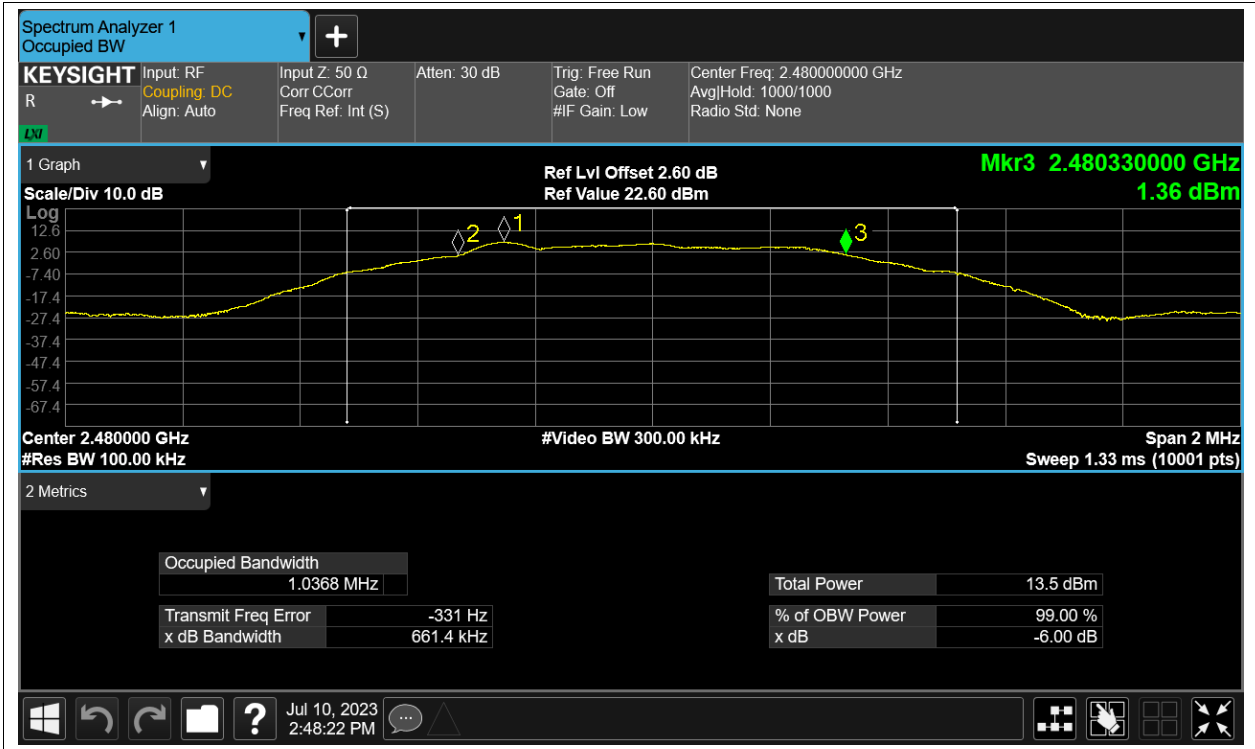 Spectrum Analyzer 1
Occupied BW
KEYSIGHT
R
LXI
Input: RF
Coupling: DC
Align: Auto
Input Z: 50 Ω
Corr CCorr
Freq Ref: Int (S)
Atten: 30 dB
Trig: Free Run
Gate: Off
#IF Gain: Low
Center Freq: 2.480000000 GHz
Avg|Hold: 1000/1000
Radio Std: None
1 Graph
Scale/Div 10.0 dB
Ref Lvl Offset 2.60 dB
Ref Value 22.60 dBm
Mkr3 2.480330000 GHz
1.36 dBm
Log
12.6
2.60
-7.40
-17.4
-27.4
-37.4
-47.4
-57.4
-67.4
2
1
3
Center 2.480000 GHz
#Res BW 100.00 kHz
#Video BW 300.00 kHz
Span 2 MHz
Sweep 1.33 ms (10001 pts)
2 Metrics
Occupied Bandwidth
1.0368 MHz
Transmit Freq Error -331 Hz
x dB Bandwidth 661.4 kHz
Total Power 13.5 dBm
% of OBW Power 99.00 %
x dB -6.00 dB
?
Jul 10, 2023
2:48:22 PM